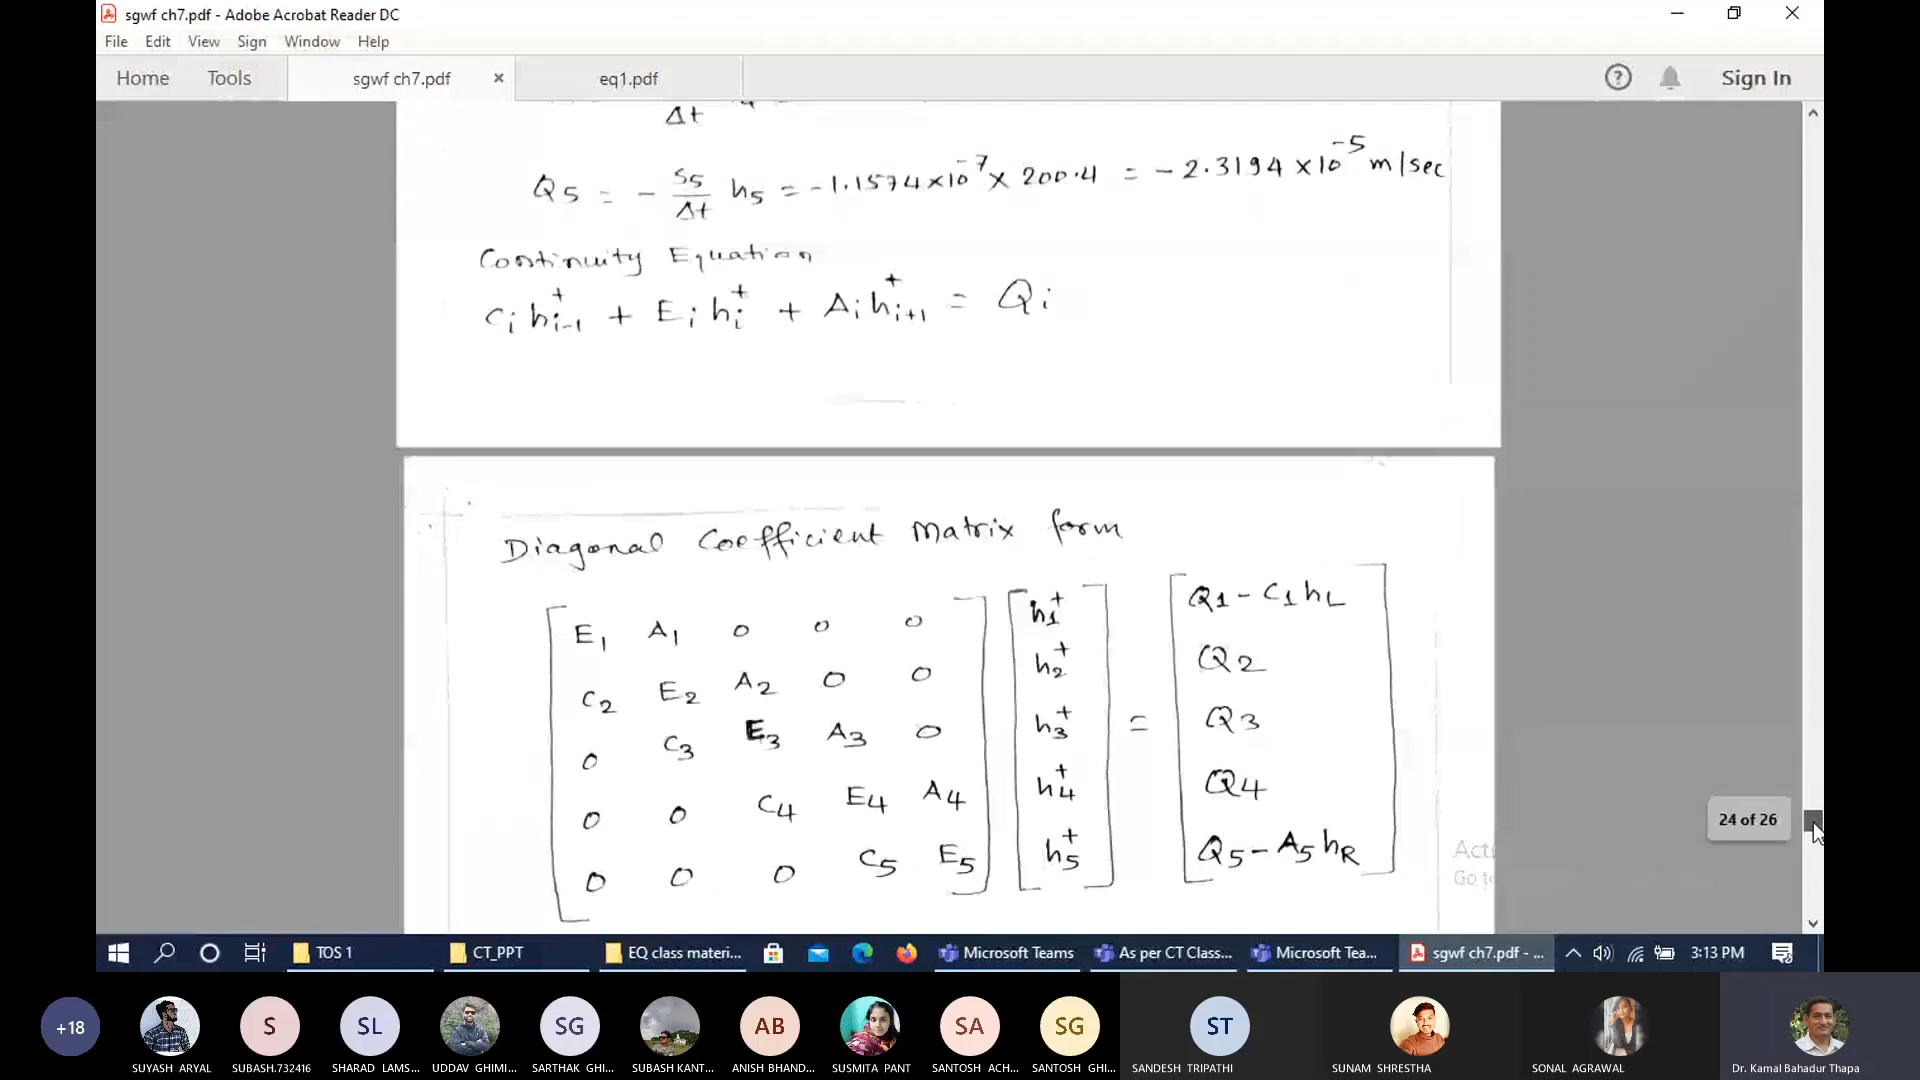 sgwf ch7.pdf - Adobe Acrobat Reader DC
File Edit View Sign Window Help
Home Tools sgwf ch7.pdf × eq1.pdf ? Sign In
Δt
Q5 = - S5/Δt h5 = -1.1574×10^-7 × 200.4 = -2.3194 ×10^-5 m/sec
Continuity Equation
Ci h⁺i-1 + Ei h⁺i + Ai h⁺i+1 = Qi
Diagonal Coefficient Matrix form
E1 A1 0 0 0 h1⁺ Q1 - C1 hL
C2 E2 A2 0 0 h2⁺ Q2
0 C3 E3 A3 0 h3⁺ = Q3
0 0 C4 E4 A4 h4⁺ Q4
0 0 0 C5 E5 h5⁺ Q5 - A5 hR
24 of 26
TOS 1 CT_PPT EQ class materi... Microsoft Teams As per CT Class... Microsoft Tea... sgwf ch7.pdf - ... 3:13 PM
+18 S SL SG AB SA SG ST
SUYASH ARYAL SUBASH.732416 SHARAD LAMS... UDDAV GHIMI... SARTHAK GHI... SUBASH KANT... ANISH BHAND... SUSMITA PANT SANTOSH ACH... SANTOSH GHI... SANDESH TRIPATHI SUNAM SHRESTHA SONAL AGRAWAL Dr. Kamal Bahadur Thapa